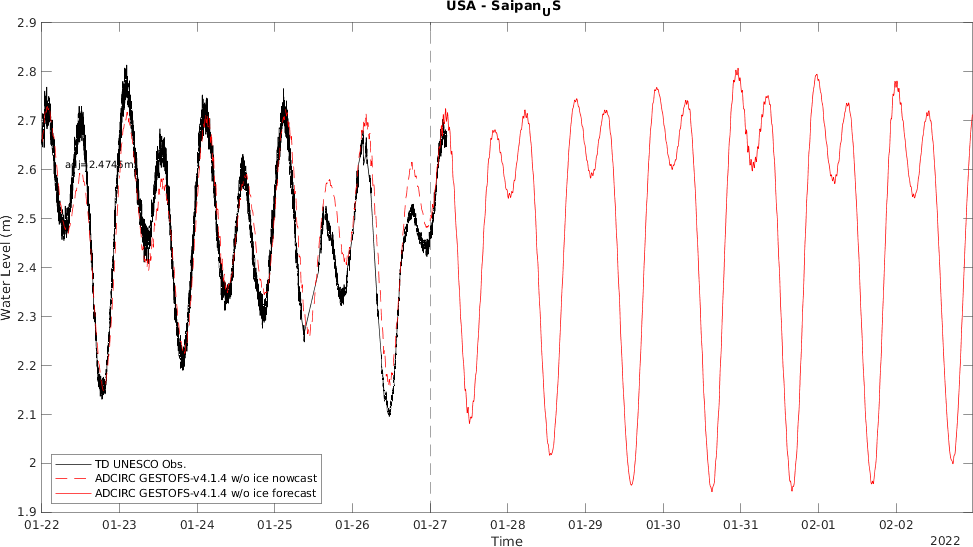 USA - Saipan_US
2.9
2.8
2.7
2.6
2.5
2.4
2.3
2.2
2.1
2
1.9
Water Level (m)
adj=2.4745m
TD UNESCO Obs.
ADCIRC GESTOFS-v4.1.4 w/o ice nowcast
ADCIRC GESTOFS-v4.1.4 w/o ice forecast
01-22 01-23 01-24 01-25 01-26 01-27 01-28 01-29 01-30 01-31 02-01 02-02
Time
2022